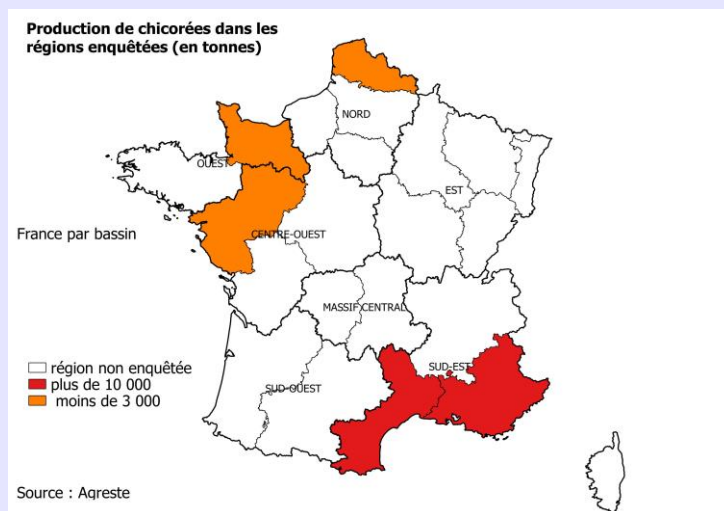 Production de chicorées dans les
régions enquêtées (en tonnes)
NORD
OUEST
EST
France par bassin
CENTRE-OUEST
MASSIF CENTRAL
région non enquêtée
plus de 10 000
moins de 3 000
SUD-EST
SUD-OUEST
Source : Agreste